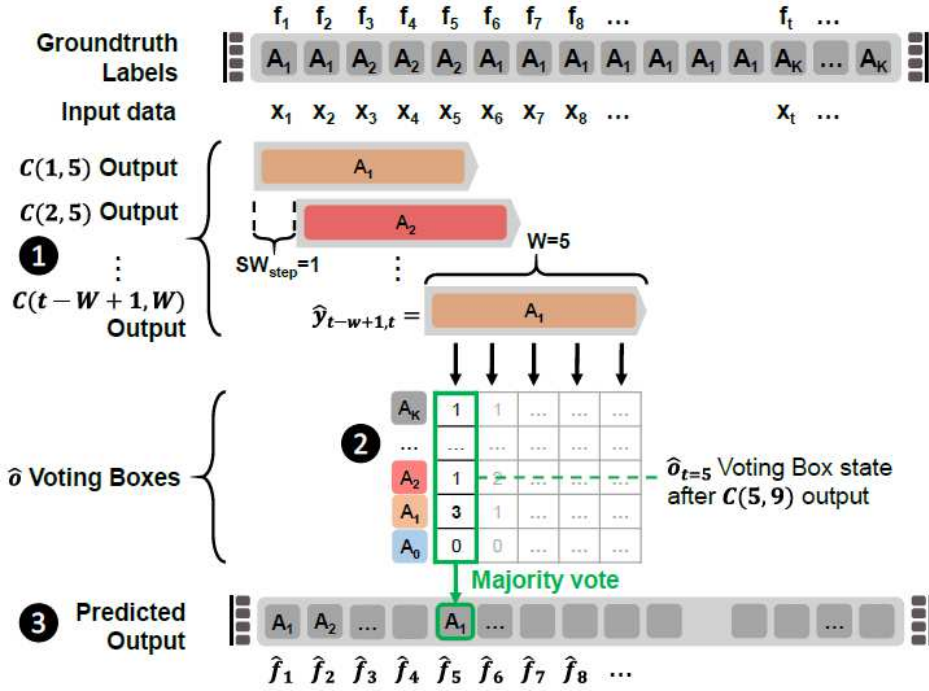 f1 f2 f3 f4 f5 f6 f7 f8 ... ft
Groundtruth Labels
A1 A1 A2 A2 A2 A1 A1 A1 A1 A1 A1 A1 AK ... AK
Input data x1 x2 x3 x4 x5 x6 x7 x8 ... xt ...
C(1,5) Output A1
C(2,5) Output A2
1
SWstep=1
W=5
⋮ ⋮
C(t − W + 1, W) Output
ŷt−w+1,t = A1
2
AK 1 1 ... ... ...
... ... ... ... ...
A2 1 2 ... ... ...
A1 3 1 ... ... ...
A0 0 0 ... ... ...
ô Voting Boxes
ôt=5 Voting Box state
after C(5, 9) output
Majority vote
3 Predicted Output
A1 A2 ... A1 ... ...
f̂1 f̂2 f̂3 f̂4 f̂5 f̂6 f̂7 f̂8 ...